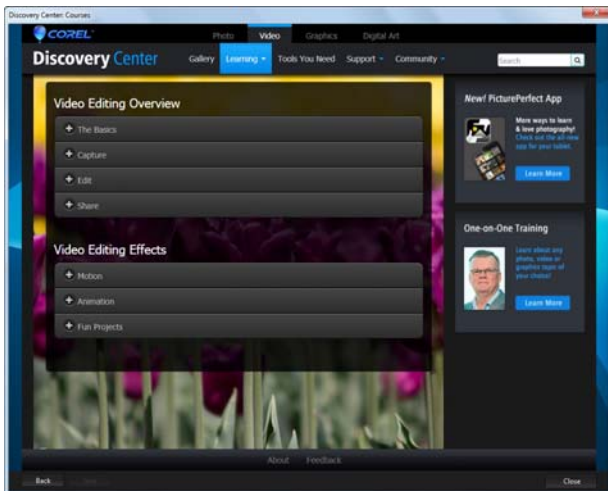 Discovery Center: Courses
COREL
Photo Video Graphics Digital Art
Discovery Center
Gallery Learning Tools You Need Support Community
Search
Video Editing Overview
The Basics
Capture
Edit
Share
Video Editing Effects
Motion
Animation
Fun Projects
New! PicturePerfect App
More ways to learn
& love photography!
Check out the all-new
app for your tablet.
Learn More
One-on-One Training
Learn about any
photo, video or
graphics topic of
your choice!
Learn More
About Feedback
Back
Close